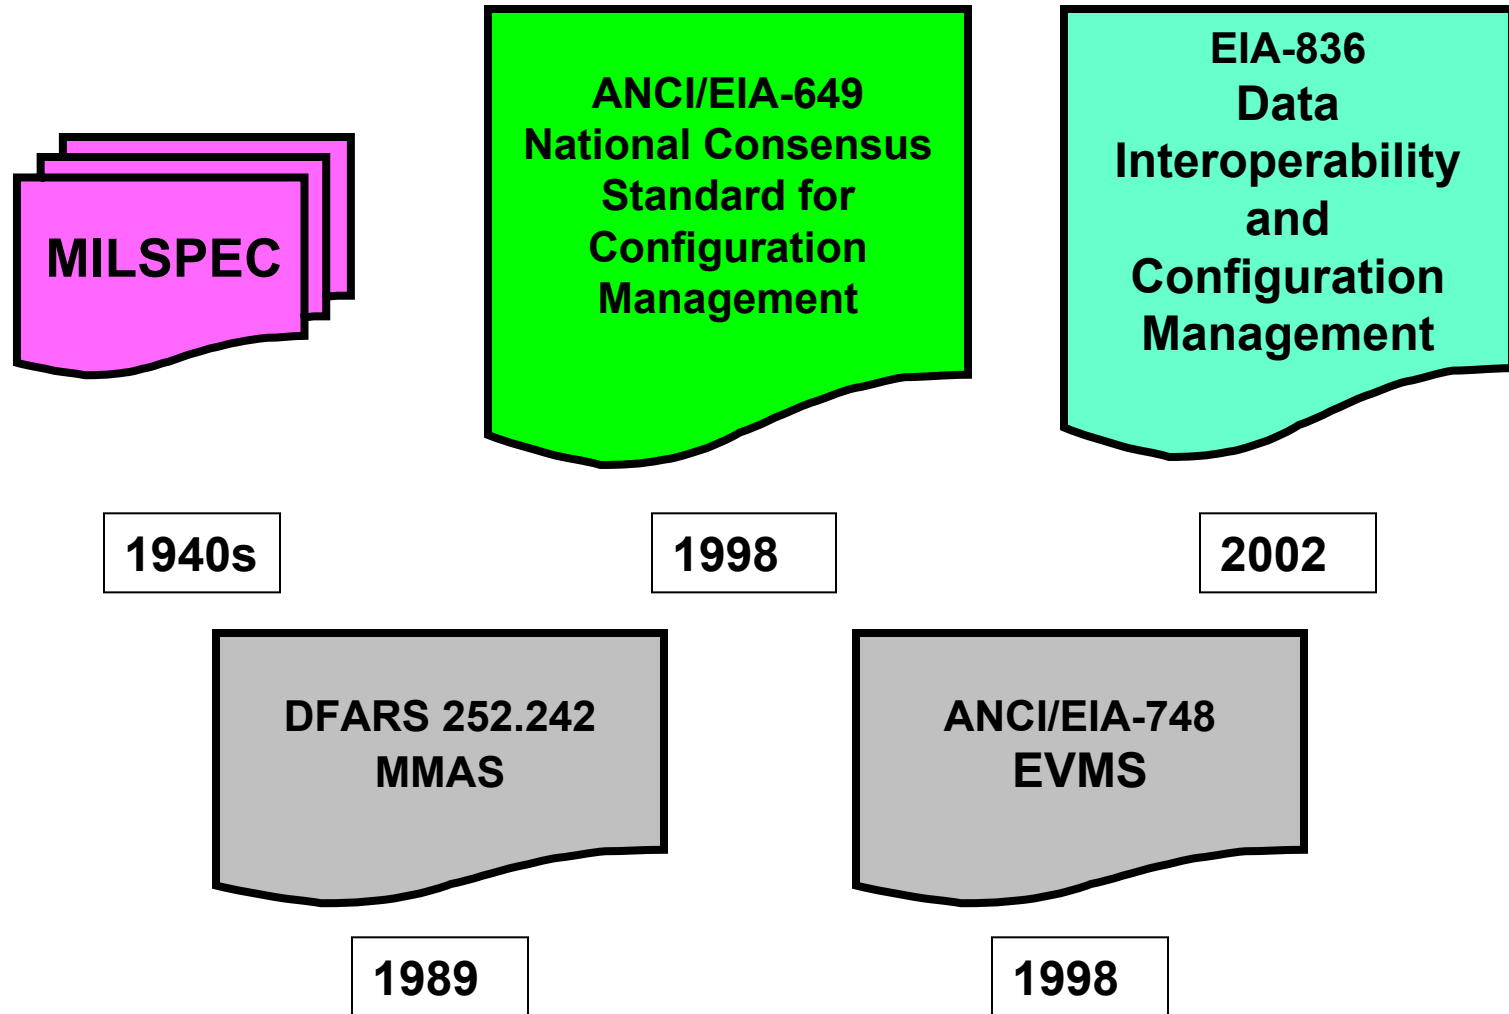 MILSPEC
ANCI/EIA-649
National Consensus
Standard for
Configuration
Management
EIA-836
Data
Interoperability
and
Configuration
Management
1940s
1998
2002
DFARS 252.242
MMAS
ANCI/EIA-748
EVMS
1989
1998